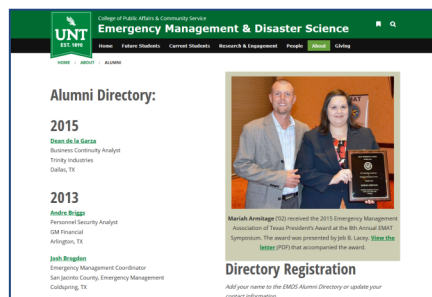 UNT
EST. 1890
College of Public Affairs & Community Service
Emergency Management & Disaster Science
Home Future Students Current Students Research & Engagement People About Giving
HOME / ABOUT / ALUMNI
Alumni Directory:
2015
Dean de la Garza
Business Continuity Analyst
Trinity Industries
Dallas, TX
2013
Andre Briggs
Personnel Security Analyst
GM Financial
Arlington, TX
Josh Bogdon
Emergency Management Coordinator
San Jacinto County, Emergency Management
Coldspring, TX
Mariah Armitage ('02) received the 2015 Emergency Management
Association of Texas President's Award at the 8th Annual EMAT
Symposium. The award was presented by Jeb B. Lacey. View the
letter (PDF) that accompanied the award.
Directory Registration
Add your name to the EMDS Alumni Directory or update your
contact information.